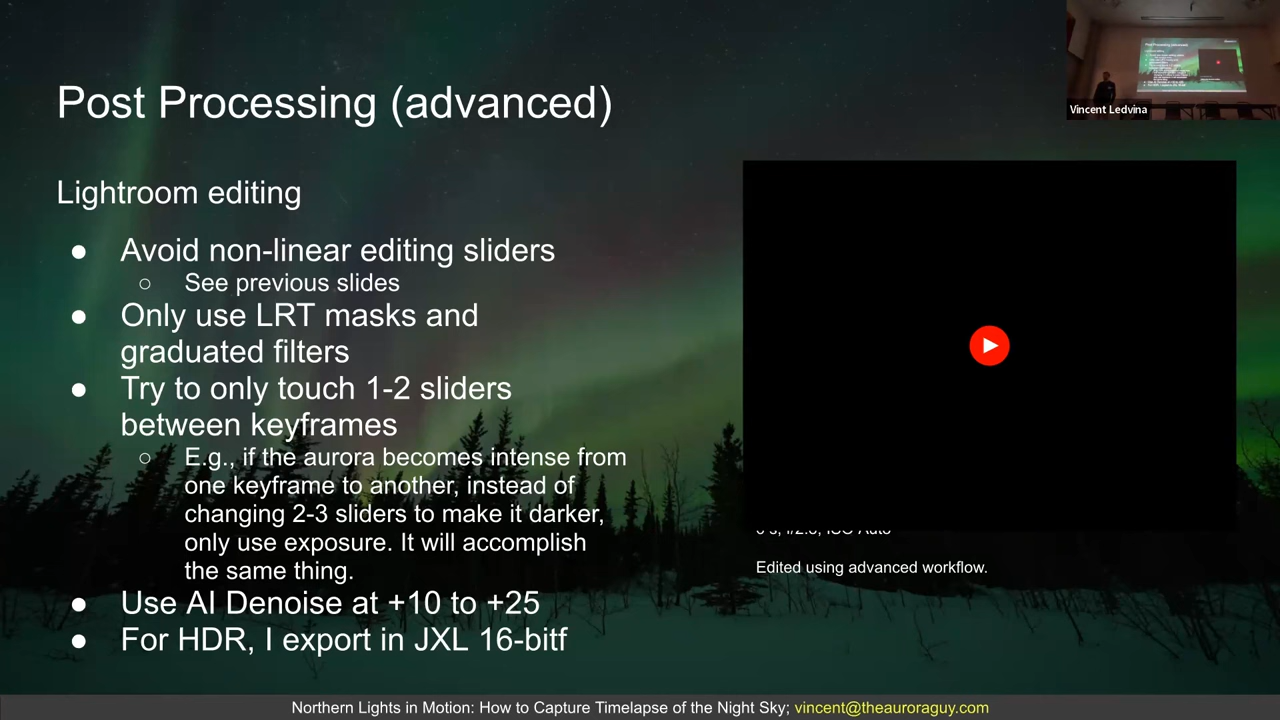 Post Processing (advanced)
Vincent Ledvina
Lightroom editing
● Avoid non-linear editing sliders
○ See previous slides
● Only use LRT masks and
graduated filters
● Try to only touch 1-2 sliders
between keyframes
○ E.g., if the aurora becomes intense from
one keyframe to another, instead of
changing 2-3 sliders to make it darker,
only use exposure. It will accomplish
the same thing.
● Use AI Denoise at +10 to +25
● For HDR, I export in JXL 16-bitf
ISO Auto
Edited using advanced workflow.
Northern Lights in Motion: How to Capture Timelapse of the Night Sky; vincent@theauroraguy.com